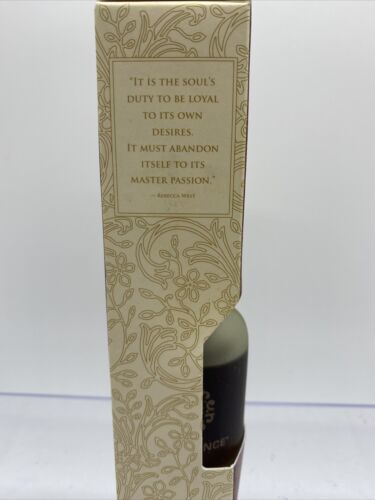 "It is the soul's
duty to be loyal
to its own
desires.
It must abandon
itself to its
master passion."
— Rebecca West
NCE